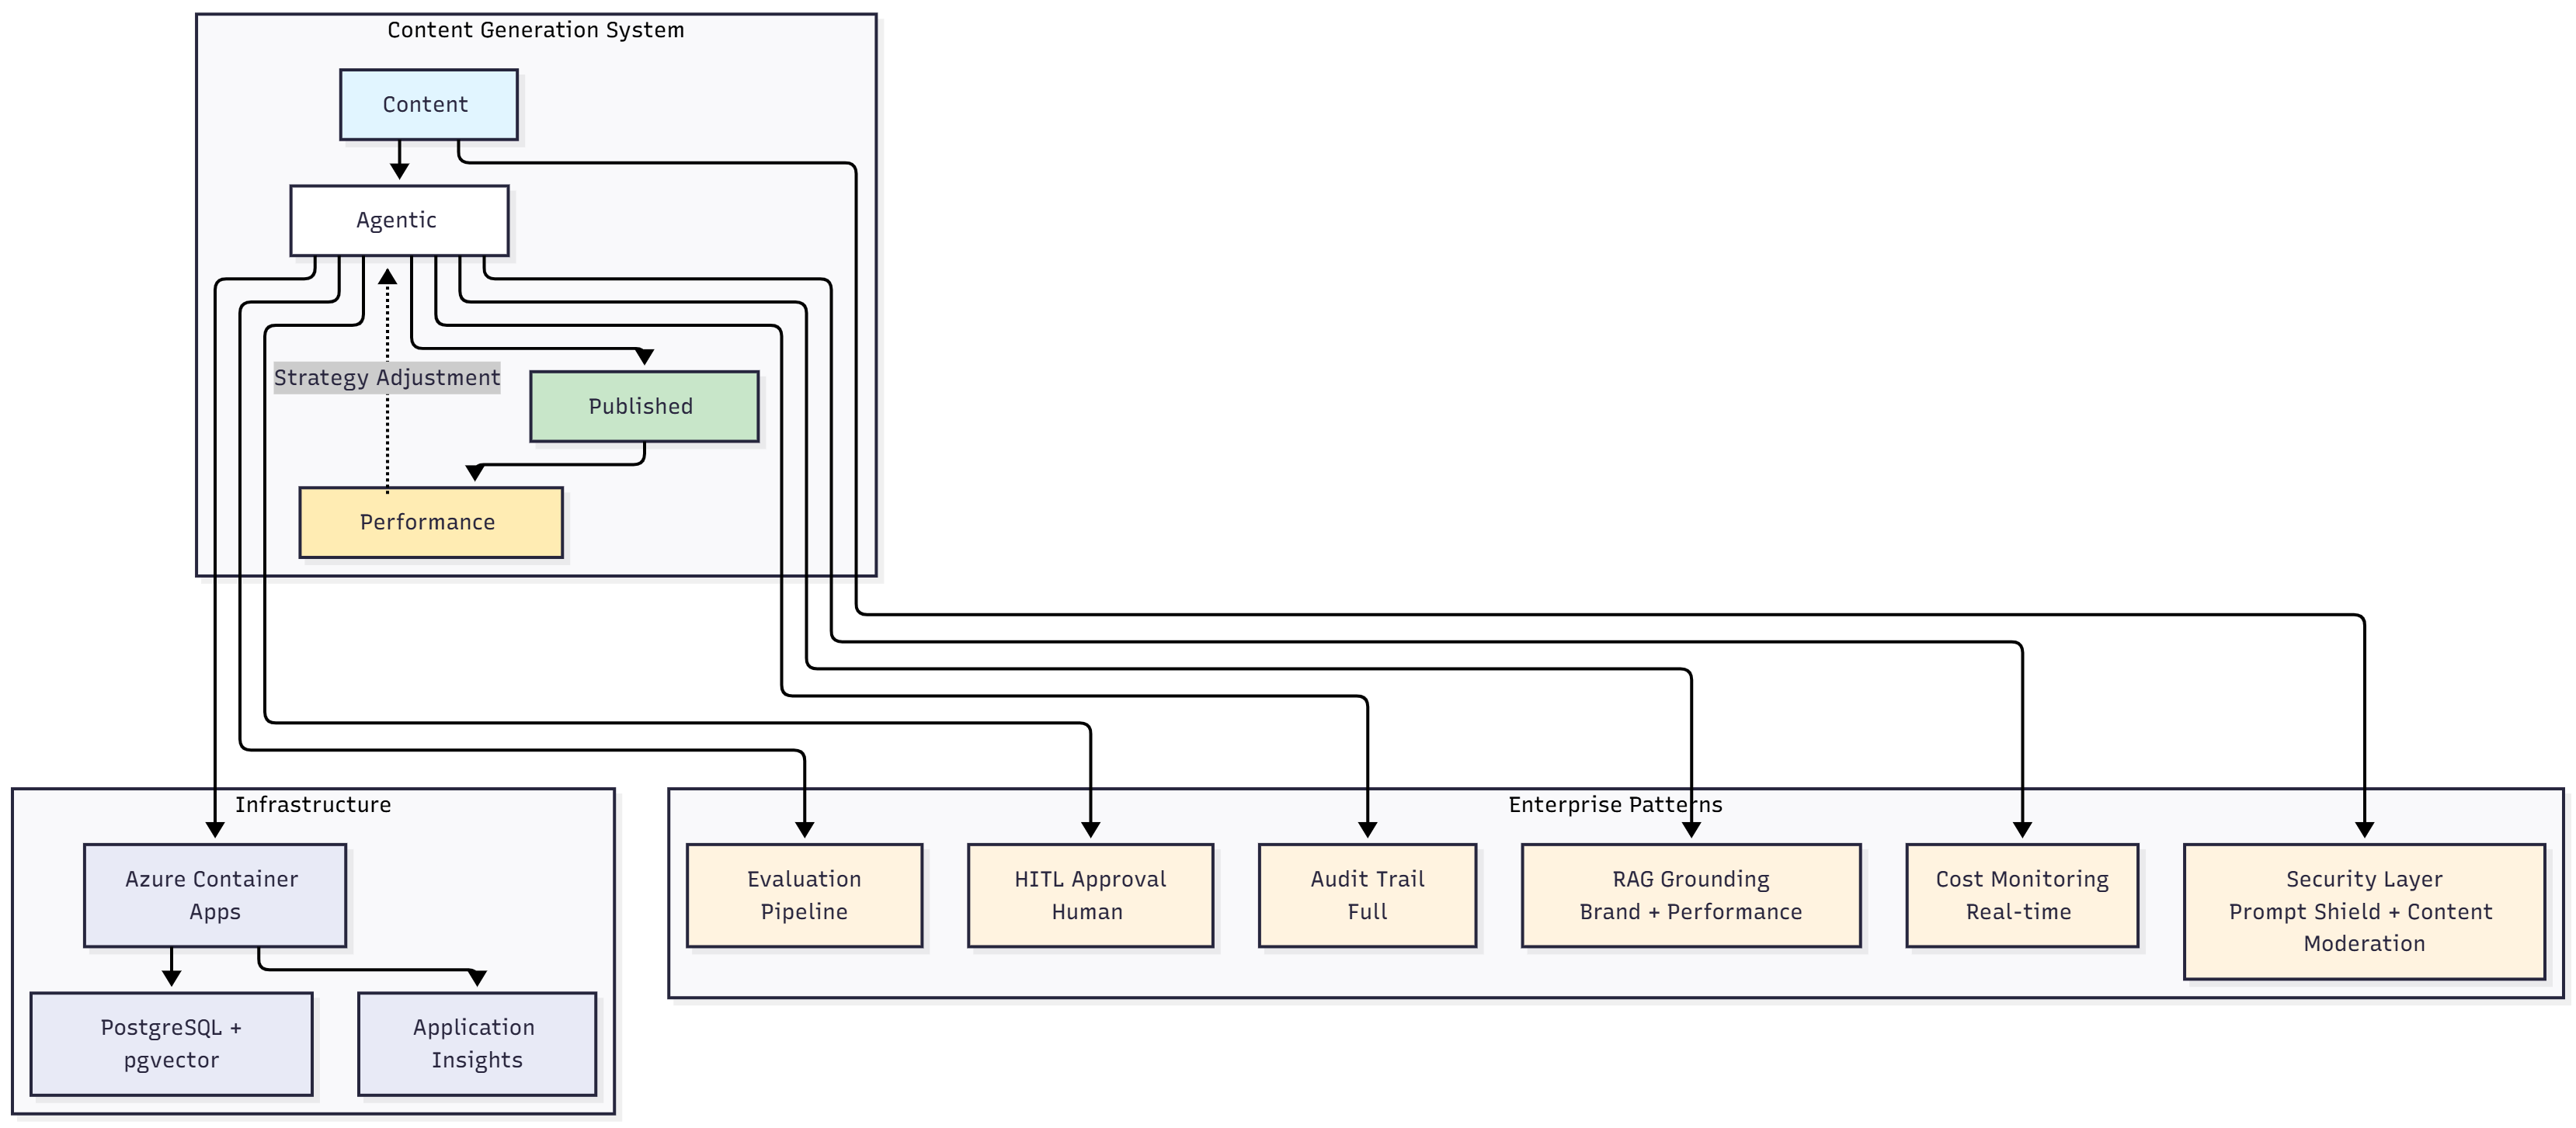 Content Generation System
Content
Agentic
Strategy Adjustment
Published
Performance
Infrastructure
Enterprise Patterns
Azure Container
Apps
Evaluation
Pipeline
HITL Approval
Human
Audit Trail
Full
RAG Grounding
Brand + Performance
Cost Monitoring
Real-time
Security Layer
Prompt Shield + Content
Moderation
PostgreSQL +
pgvector
Application
Insights